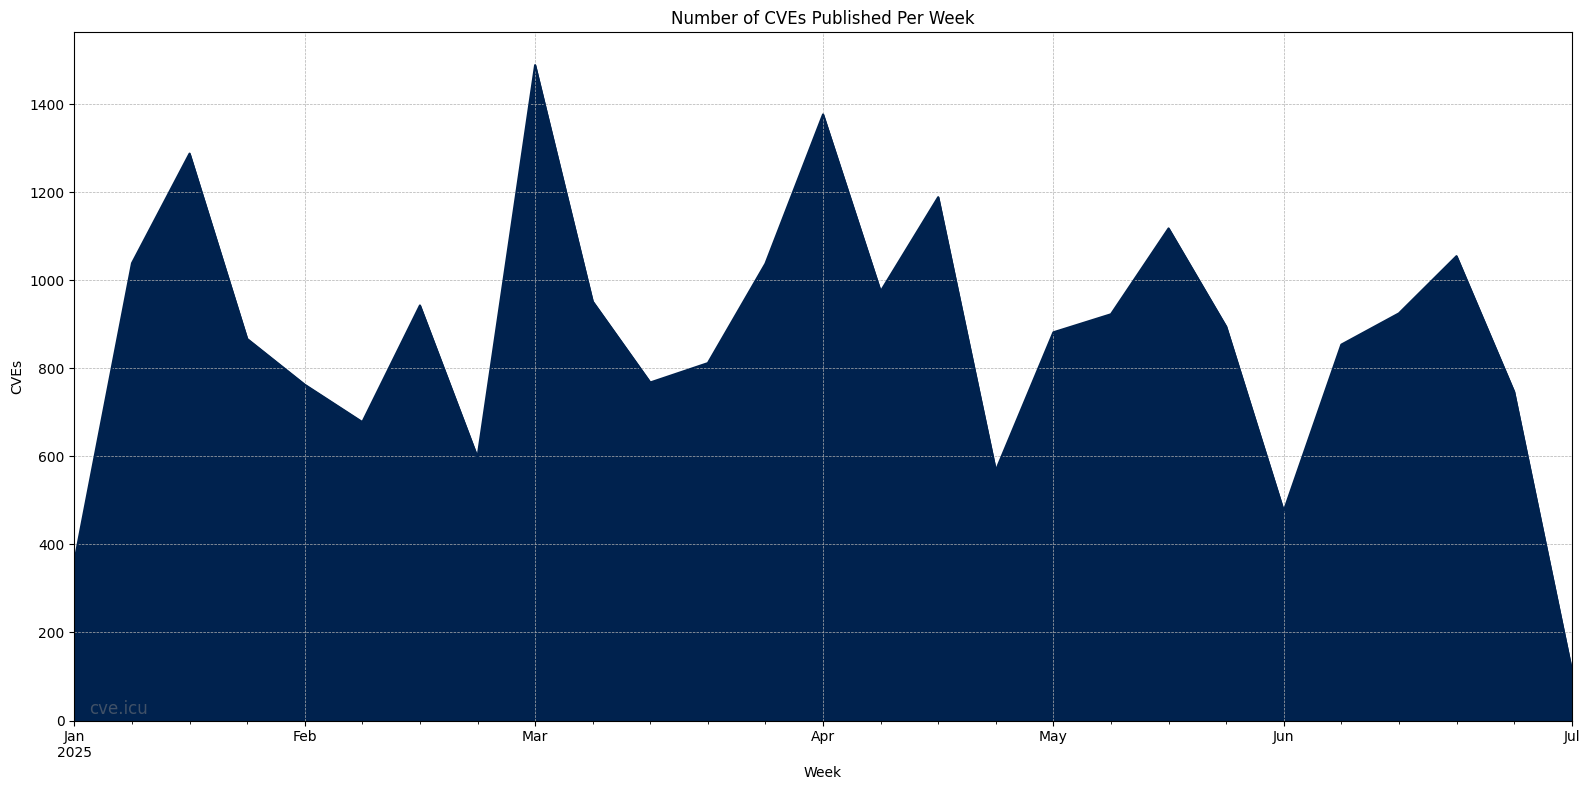 Number of CVEs Published Per Week
1400
1200
1000
800
600
400
200
0
CVEs
cve.icu
Jan
2025
Feb
Mar
Apr
May
Jun
Jul
Week